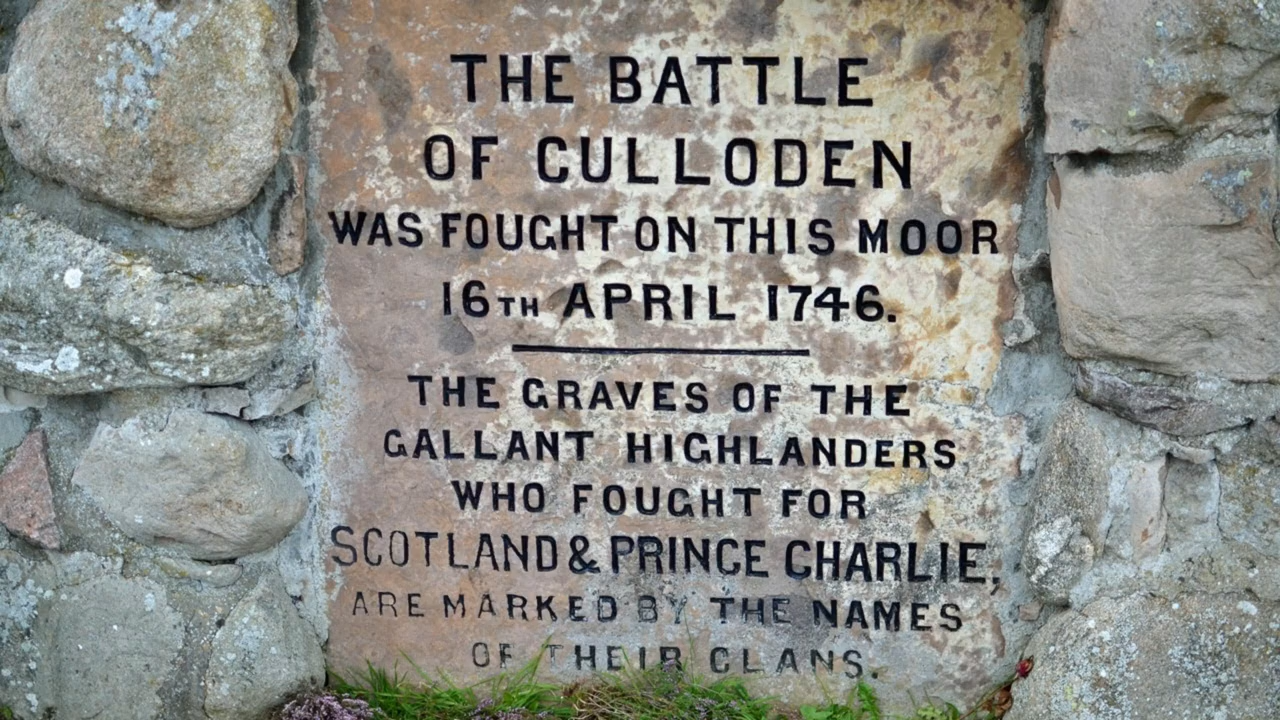 THE BATTLE
OF CULLODEN
WAS FOUGHT ON THIS MOOR
16TH APRIL 1746.
THE GRAVES OF THE
GALLANT HIGHLANDERS
WHO FOUGHT FOR
SCOTLAND & PRINCE CHARLIE,
ARE MARKED BY THE NAMES
OF THEIR CLANS.